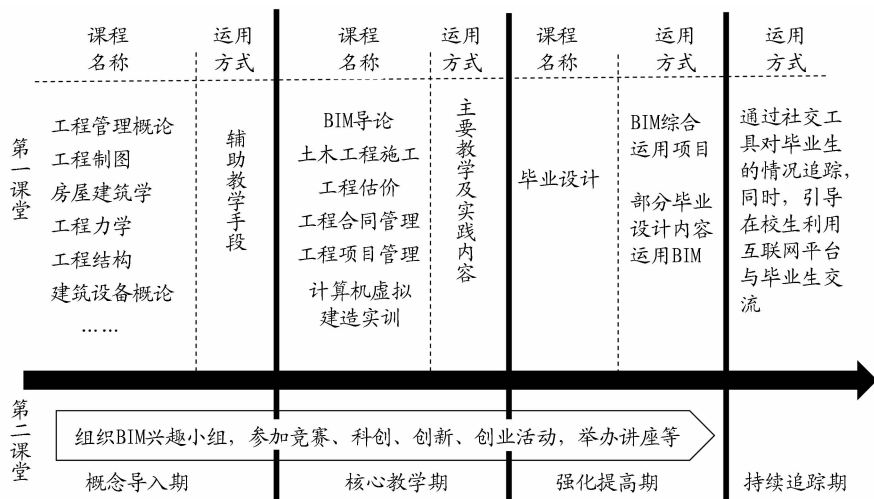 课程
名称
运用
方式
课程
名称
运用
方式
课程
名称
运用
方式
运用
方式
第一课堂
工程管理概论
工程制图
房屋建筑学
工程力学
工程结构
建筑设备概论
……
辅助教学手段
BIM导论
土木工程施工
工程估价
工程合同管理
工程项目管理
计算机虚拟
建造实训
主要教学及实践内容
毕业设计
BIM综合
运用项目
部分毕业
设计内容
运用BIM
通过社交工
具对毕业生
的情况追踪,
同时, 引导
在校生利用
互联网平台
与毕业生交
流
第二课堂
组织BIM兴趣小组, 参加竞赛、科创、创新、创业活动, 举办讲座等
概念导入期
核心教学期
强化提高期
持续追踪期